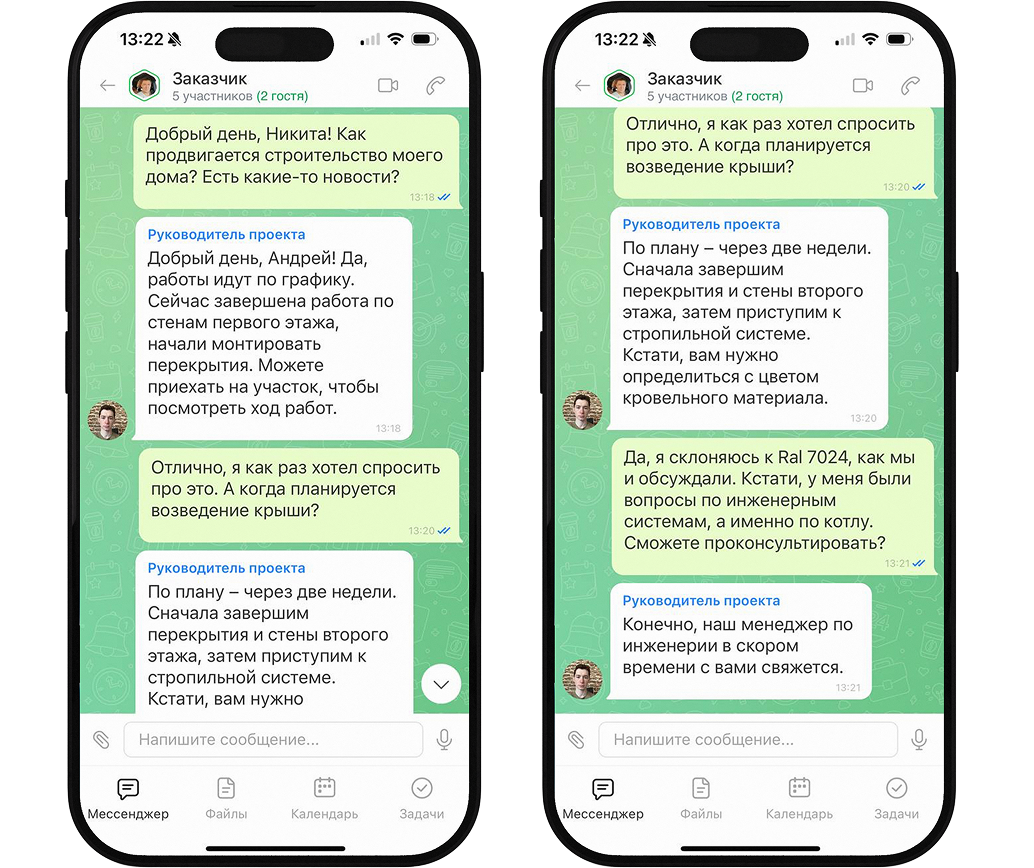 13:22
Заказчик
5 участников (2 гостя)
Добрый день, Никита! Как
продвигается строительство моего
дома? Есть какие-то новости?
13:18
Руководитель проекта
Добрый день, Андрей! Да,
работы идут по графику.
Сейчас завершена работа по
стенам первого этажа,
начали монтировать
перекрытия. Можете
приехать на участок, чтобы
посмотреть ход работ.
13:18
Отлично, я как раз хотел спросить
про это. А когда планируется
возведение крыши?
13:20
Руководитель проекта
По плану – через две недели.
Сначала завершим
перекрытия и стены второго
этажа, затем приступим к
стропильной системе.
Кстати, вам нужно
Напишите сообщение...
Мессенджер
Файлы
Календарь
Задачи
13:22
Заказчик
5 участников (2 гостя)
Отлично, я как раз хотел спросить
про это. А когда планируется
возведение крыши?
13:20
Руководитель проекта
По плану – через две недели.
Сначала завершим
перекрытия и стены второго
этажа, затем приступим к
стропильной системе.
Кстати, вам нужно
определиться с цветом
кровельного материала.
13:20
Да, я склоняюсь к Ral 7024, как мы
и обсуждали. Кстати, у меня были
вопросы по инженерным
системам, а именно по котлу.
Сможете проконсультировать?
13:21
Руководитель проекта
Конечно, наш менеджер по
инженерии в скором
времени с вами свяжется.
13:21
Напишите сообщение...
Мессенджер
Файлы
Календарь
Задачи